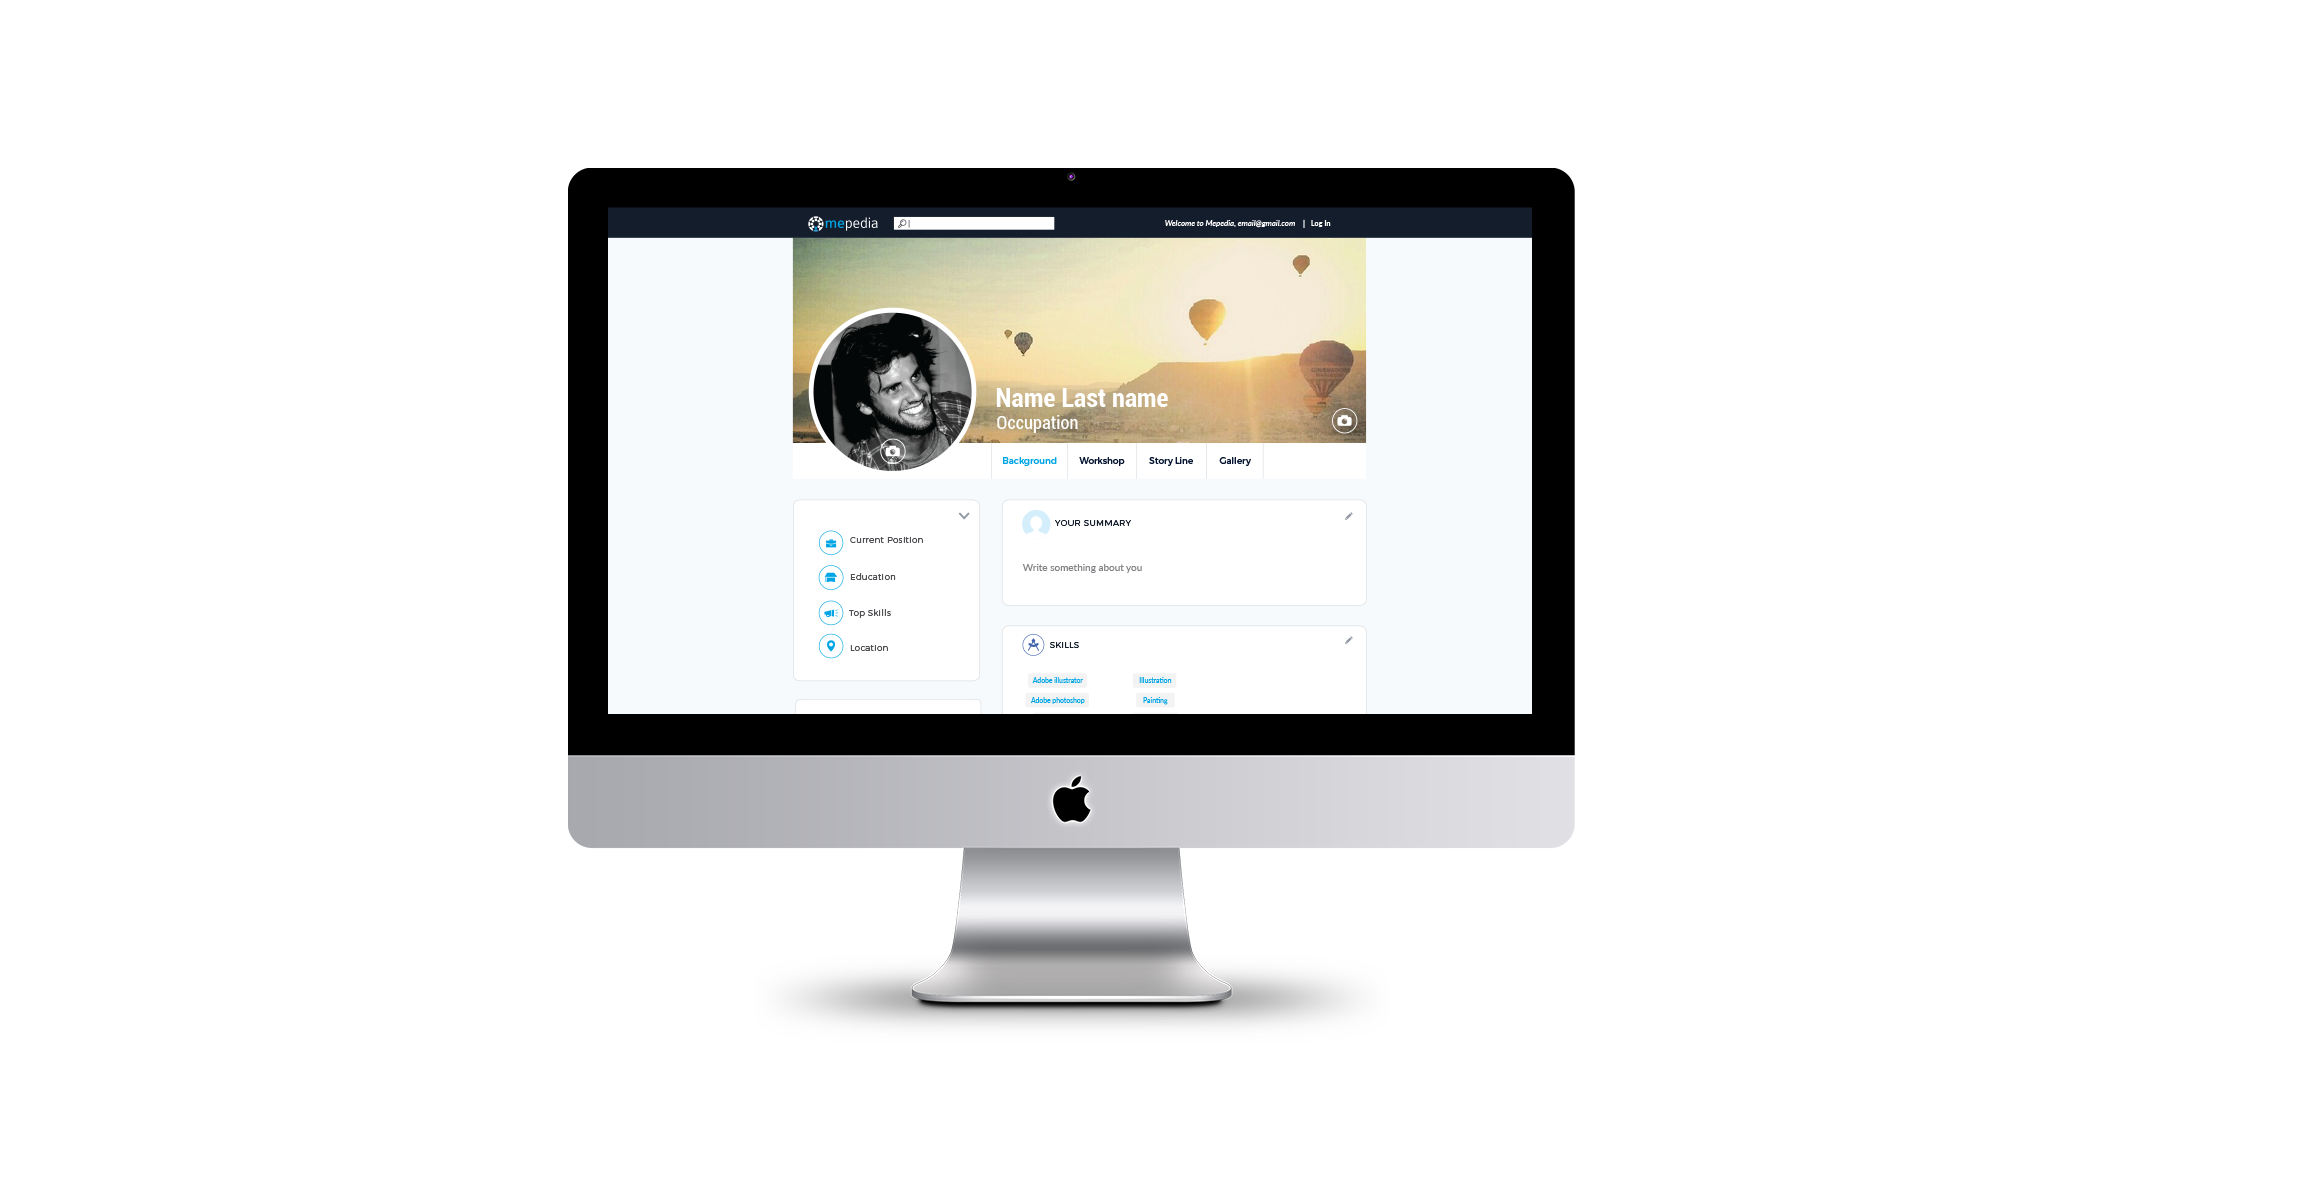 mepedia
Welcome to Mepedia, email@gmail.com | Log In
Name Last name
Occupation
Background Workshop Story Line Gallery
Current Position
Education
Top Skills
Location
YOUR SUMMARY
Write something about you
SKILLS
Adobe illustrator Illustration
Adobe photoshop Painting